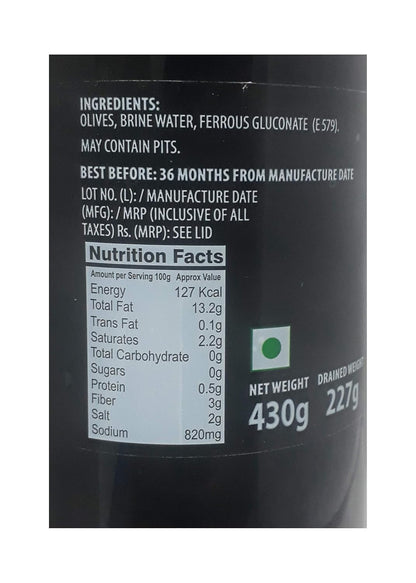 INGREDIENTS:
OLIVES, BRINE WATER, FERROUS GLUCONATE (E 579).
MAY CONTAIN PITS.
BEST BEFORE: 36 MONTHS FROM MANUFACTURE DATE
LOT NO. (L): / MANUFACTURE DATE
(MFG): / MRP (INCLUSIVE OF ALL
TAXES) Rs. (MRP): SEE LID
Nutrition Facts
Amount per Serving 100g Approx Value
Energy 127 Kcal
Total Fat 13.2g
Trans Fat 0.1g
Saturates 2.2g
Total Carbohydrate 0g
Sugars 0g
Protein 0.5g
Fiber 3g
Salt 2g
Sodium 820mg
NET WEIGHT DRAINED WEIGHT
430g 227g